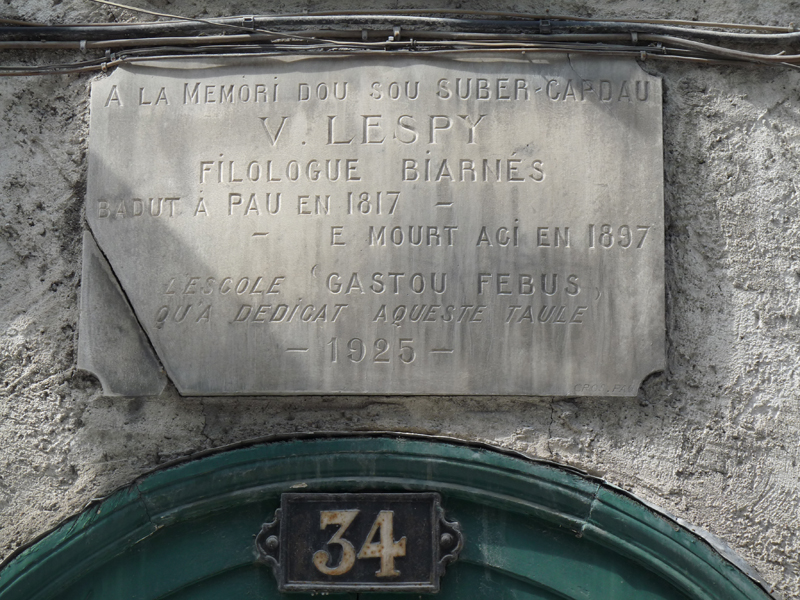 A LA MEMÒRI DOU SOU SUBER-CAPDAU
V. LESPY
FILOLOGUE BIARNÉS
BADUT À PAU EN 1817 -
- E MOURT ACI EN 1897
L'ESCOLE "GASTOU FEBUS"
QU'A DEDICAT AQUESTE TAULE
- 1925 -
34